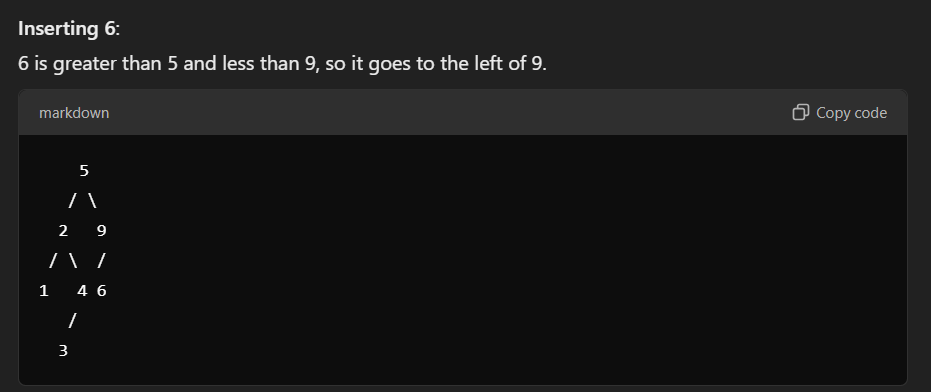 Inserting 6:
6 is greater than 5 and less than 9, so it goes to the left of 9.
markdown Copy code
    5
   / \
  2   9
 / \  /
1   4 6
   /
  3